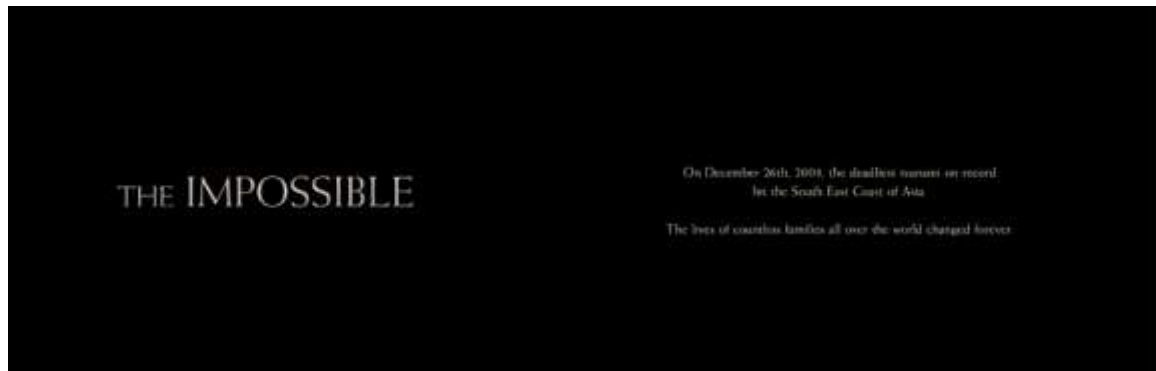 THE IMPOSSIBLE
On December 26th, 2004, the deadliest tsunami on record
hit the South East Coast of Asia
The lives of countless families all over the world changed forever